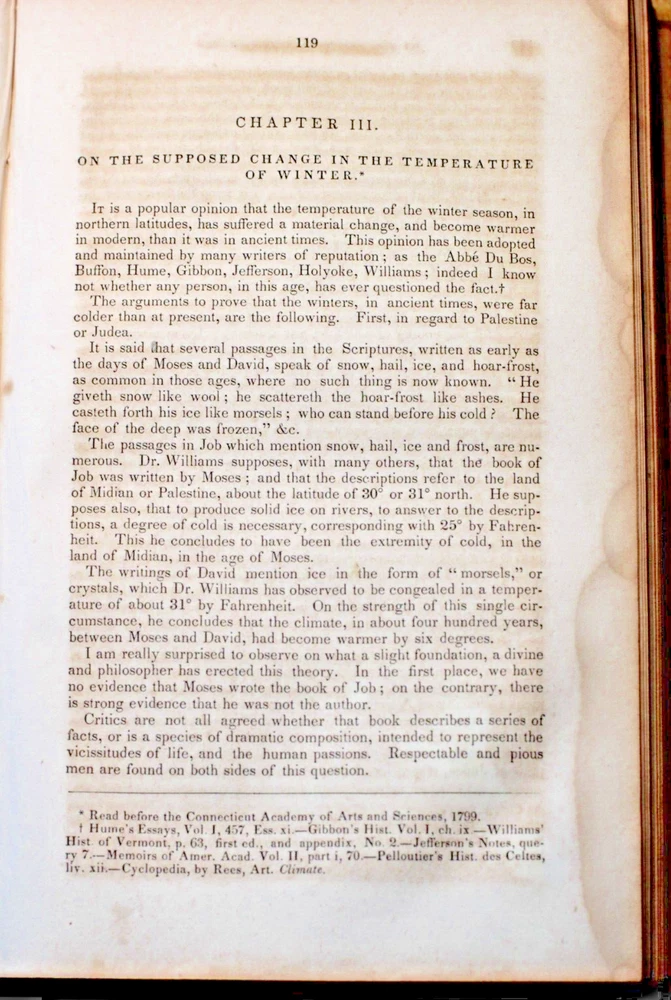 119
CHAPTER III.
ON THE SUPPOSED CHANGE IN THE TEMPERATURE
OF WINTER.*
IT is a popular opinion that the temperature of the winter season, in
northern latitudes, has suffered a material change, and become warmer
in modern, than it was in ancient times. This opinion has been adopted
and maintained by many writers of reputation; as the Abbé Du Bos,
Buffon, Hume, Gibbon, Jefferson, Holyoke, Williams; indeed I know
not whether any person, in this age, has ever questioned the fact.†
The arguments to prove that the winters, in ancient times, were far
colder than at present, are the following. First, in regard to Palestine
or Judea.
It is said that several passages in the Scriptures, written as early as
the days of Moses and David, speak of snow, hail, ice, and hoar-frost,
as common in those ages, where no such thing is now known. "He
giveth snow like wool; he scattereth the hoar-frost like ashes. He
casteth forth his ice like morsels; who can stand before his cold? The
face of the deep was frozen," &c.
The passages in Job which mention snow, hail, ice and frost, are nu-
merous. Dr. Williams supposes, with many others, that the book of
Job was written by Moses; and that the descriptions refer to the land
of Midian or Palestine, about the latitude of 30° or 31° north. He sup-
poses also, that to produce solid ice on rivers, to answer to the descrip-
tions, a degree of cold is necessary, corresponding with 25° by Fahren-
heit. This he concludes to have been the extremity of cold, in the
land of Midian, in the age of Moses.
The writings of David mention ice in the form of "morsels," or
crystals, which Dr. Williams has observed to be congealed in a temper-
ature of about 31° by Fahrenheit. On the strength of this single cir-
cumstance, he concludes that the climate, in about four hundred years,
between Moses and David, had become warmer by six degrees.
I am really surprised to observe on what a slight foundation, a divine
and philosopher has erected this theory. In the first place, we have
no evidence that Moses wrote the book of Job; on the contrary, there
is strong evidence that he was not the author.
Critics are not all agreed whether that book describes a series of
facts, or is a species of dramatic composition, intended to represent the
vicissitudes of life, and the human passions. Respectable and pious
men are found on both sides of this question.
* Read before the Connecticut Academy of Arts and Sciences, 1799.
† Hume's Essays, Vol. I, 457, Ess. xi.—Gibbon's Hist. Vol. I, ch. ix.—Williams'
Hist. of Vermont, p. 63, first ed., and appendix, No. 2.—Jefferson's Notes, que-
ry 7.—Memoirs of Amer. Acad. Vol. II, part i, 70.—Pelloutier's Hist. des Celtes,
liv. xii.—Cyclopedia, by Rees, Art. Climate.